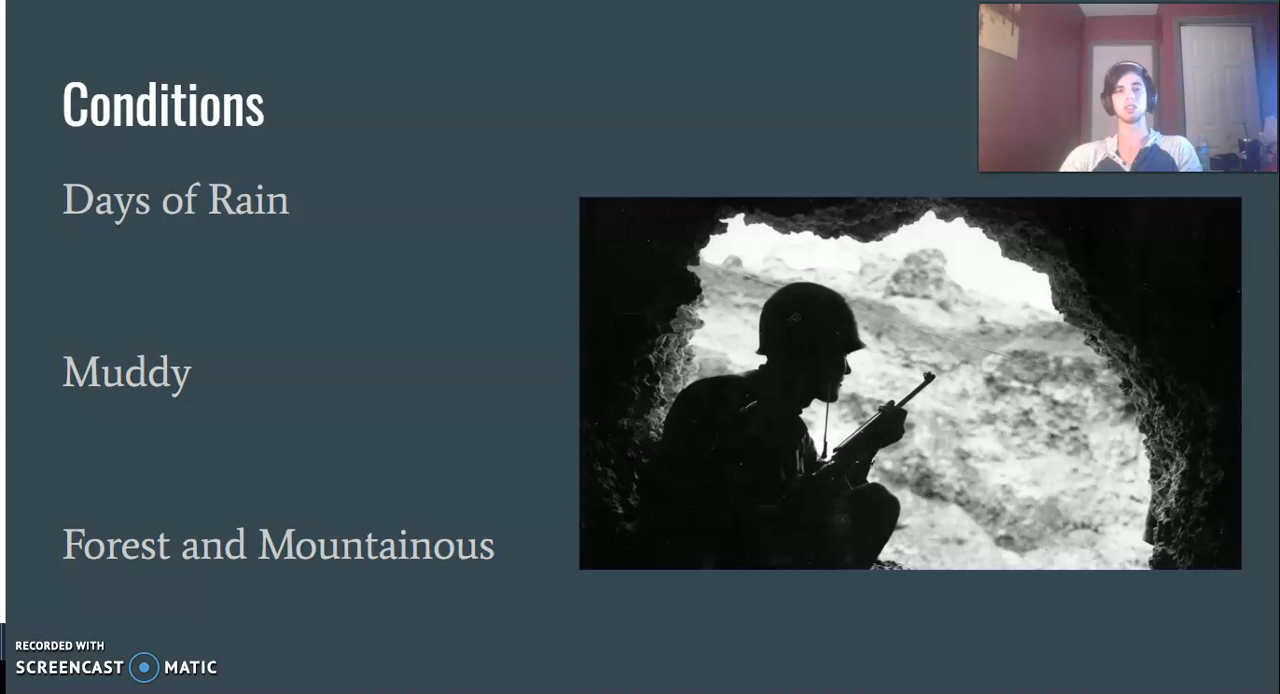 Conditions
Days of Rain
Muddy
Forest and Mountainous
RECORDED WITH
SCREENCAST MATIC